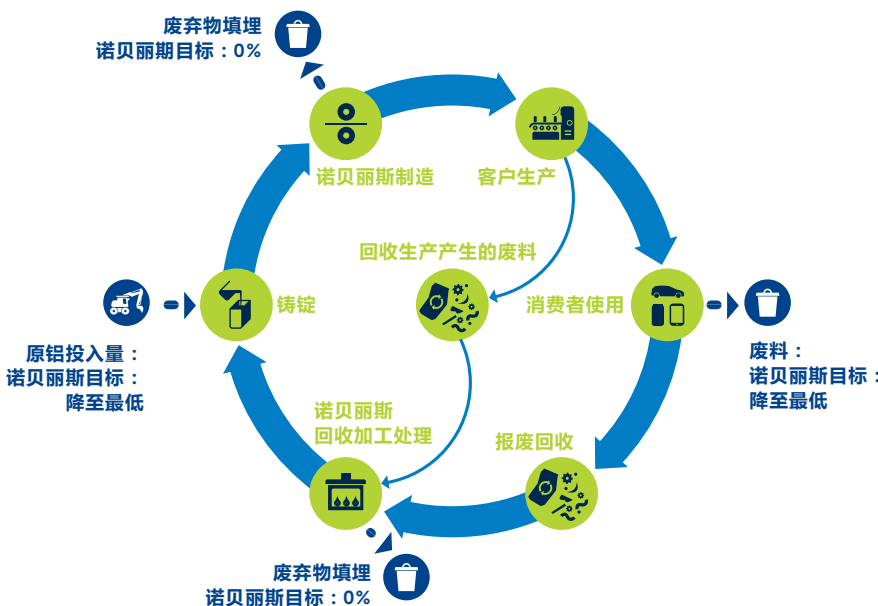 废弃物填埋
诺贝丽期目标：0%
诺贝丽斯制造
客户生产
回收生产产生的废料
铸锭
消费者使用
原铝投入量：
诺贝丽斯目标：
降至最低
废料：
诺贝丽斯目标：
降至最低
诺贝丽斯
回收加工处理
报废回收
废弃物填埋
诺贝丽斯目标：0%